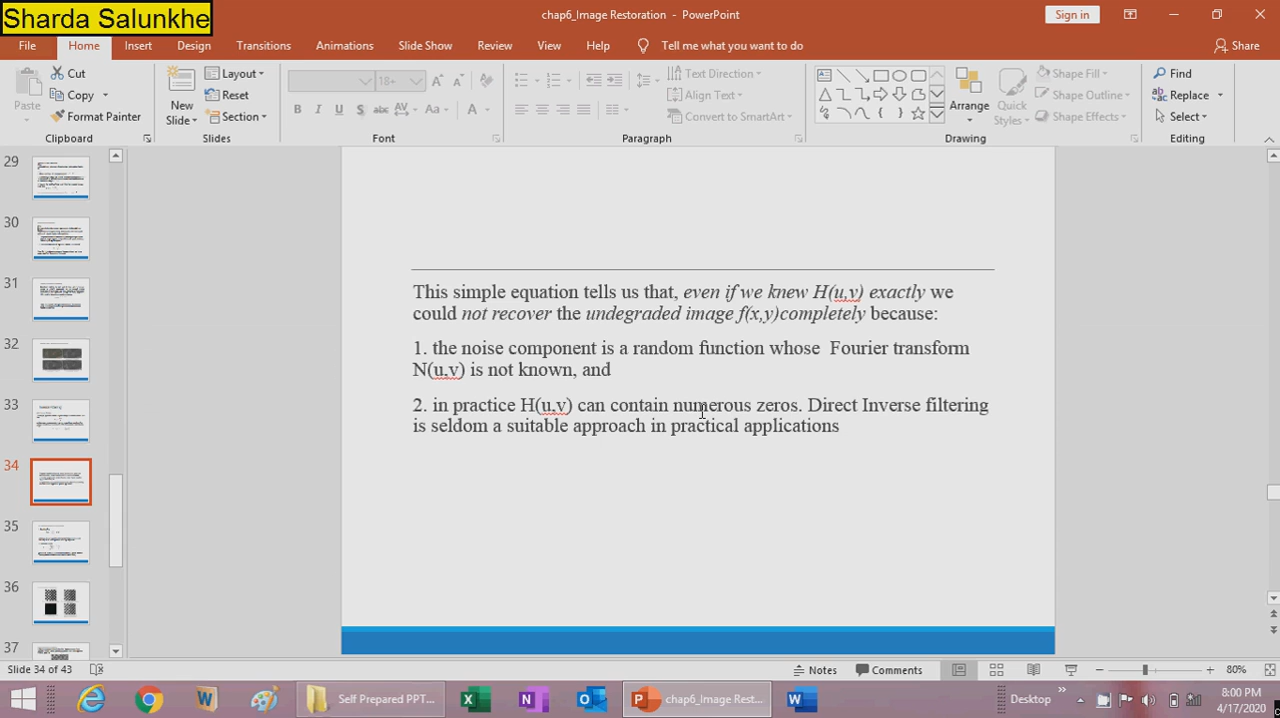 Sharda Salunkhe
chap6_Image Restoration - PowerPoint
Sign in
File Home Insert Design Transitions Animations Slide Show Review View Help Tell me what you want to do Share
Paste
Cut
Copy
Format Painter
Clipboard
New
Slide
Layout
Reset
Section
Slides
18+
B I U S abc AV Aa A
Font
Text Direction
Align Text
Convert to SmartArt
Paragraph
Arrange
Quick
Styles
Shape Fill
Shape Outline
Shape Effects
Drawing
Find
Replace
Select
Editing
29
30
31
32
33
34
35
36
37
This simple equation tells us that, even if we knew H(u,v) exactly we
could not recover the undegraded image f(x,y)completely because:
1. the noise component is a random function whose Fourier transform
N(u,v) is not known, and
2. in practice H(u,v) can contain numerous zeros. Direct Inverse filtering
is seldom a suitable approach in practical applications
Slide 34 of 43
Notes Comments 80%
Self Prepared PPT... chap6_Image Rest... Desktop
8:00 PM
4/17/2020